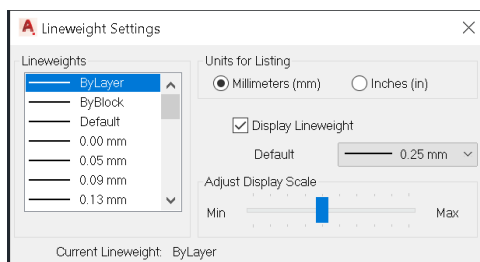 Lineweight Settings
Lineweights
ByLayer
ByBlock
Default
0.00 mm
0.05 mm
0.09 mm
0.13 mm
Units for Listing
Millimeters (mm) Inches (in)
Display Lineweight
Default 0.25 mm
Adjust Display Scale
Min Max
Current Lineweight: ByLayer